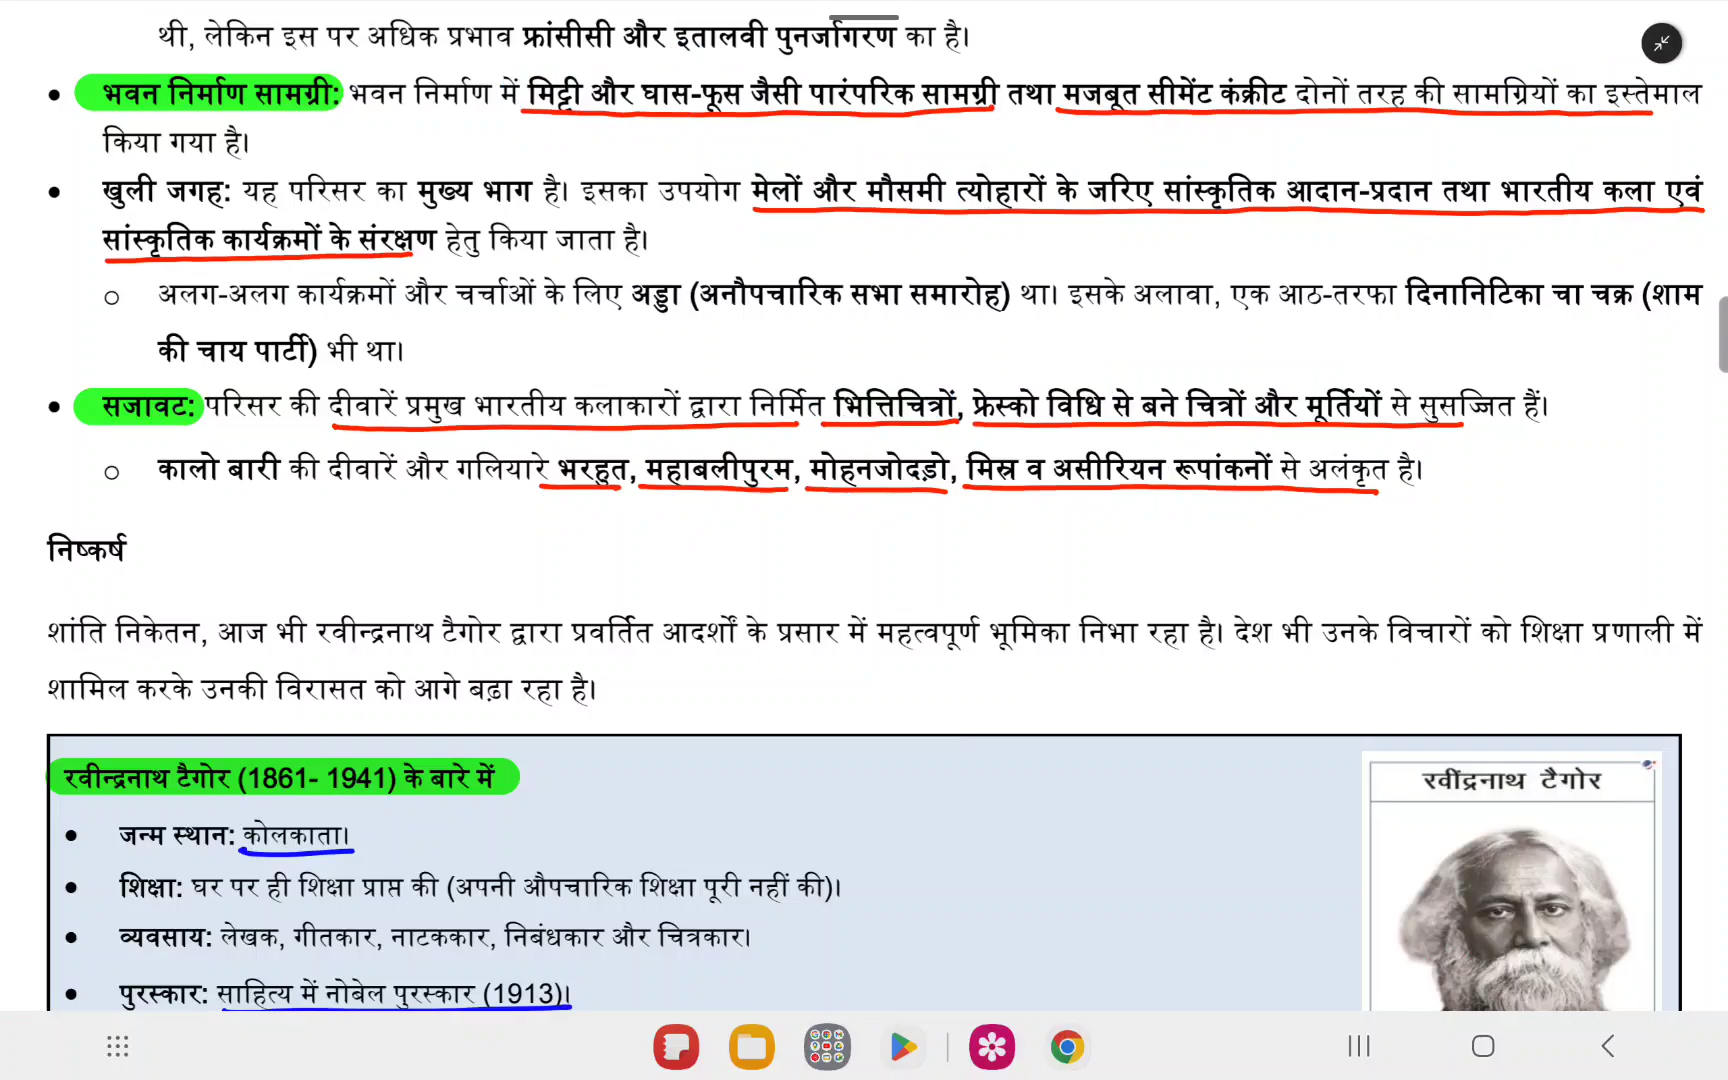 थी, लेकिन इस पर अधिक प्रभाव फ्रांसीसी और इतालवी पुनर्जागरण का है।
• भवन निर्माण सामग्री: भवन निर्माण में मिट्टी और घास-फूस जैसी पारंपरिक सामग्री तथा मजबूत सीमेंट कंक्रीट दोनों तरह की सामग्रियों का इस्तेमाल
किया गया है।
• खुली जगह: यह परिसर का मुख्य भाग है। इसका उपयोग मेलों और मौसमी त्योहारों के जरिए सांस्कृतिक आदान-प्रदान तथा भारतीय कला एवं
सांस्कृतिक कार्यक्रमों के संरक्षण हेतु किया जाता है।
○ अलग-अलग कार्यक्रमों और चर्चाओं के लिए अड्डा (अनौपचारिक सभा समारोह) था। इसके अलावा, एक आठ-तरफा दिनानिटिका चा चक्र (शाम
की चाय पार्टी) भी था।
• सजावट: परिसर की दीवारें प्रमुख भारतीय कलाकारों द्वारा निर्मित भित्तिचित्रों, फ्रेस्को विधि से बने चित्रों और मूर्तियों से सुसज्जित हैं।
○ कालो बारी की दीवारें और गलियारे भरहुत, महाबलीपुरम, मोहनजोदड़ो, मिस्र व असीरियन रूपांकनों से अलंकृत है।
निष्कर्ष
शांति निकेतन, आज भी रवीन्द्रनाथ टैगोर द्वारा प्रवर्तित आदर्शों के प्रसार में महत्वपूर्ण भूमिका निभा रहा है। देश भी उनके विचारों को शिक्षा प्रणाली में
शामिल करके उनकी विरासत को आगे बढ़ा रहा है।
रवीन्द्रनाथ टैगोर (1861- 1941) के बारे में
रवींद्रनाथ टैगोर
• जन्म स्थान: कोलकाता।
• शिक्षा: घर पर ही शिक्षा प्राप्त की (अपनी औपचारिक शिक्षा पूरी नहीं की)।
• व्यवसाय: लेखक, गीतकार, नाटककार, निबंधकार और चित्रकार।
• पुरस्कार: साहित्य में नोबेल पुरस्कार (1913)।